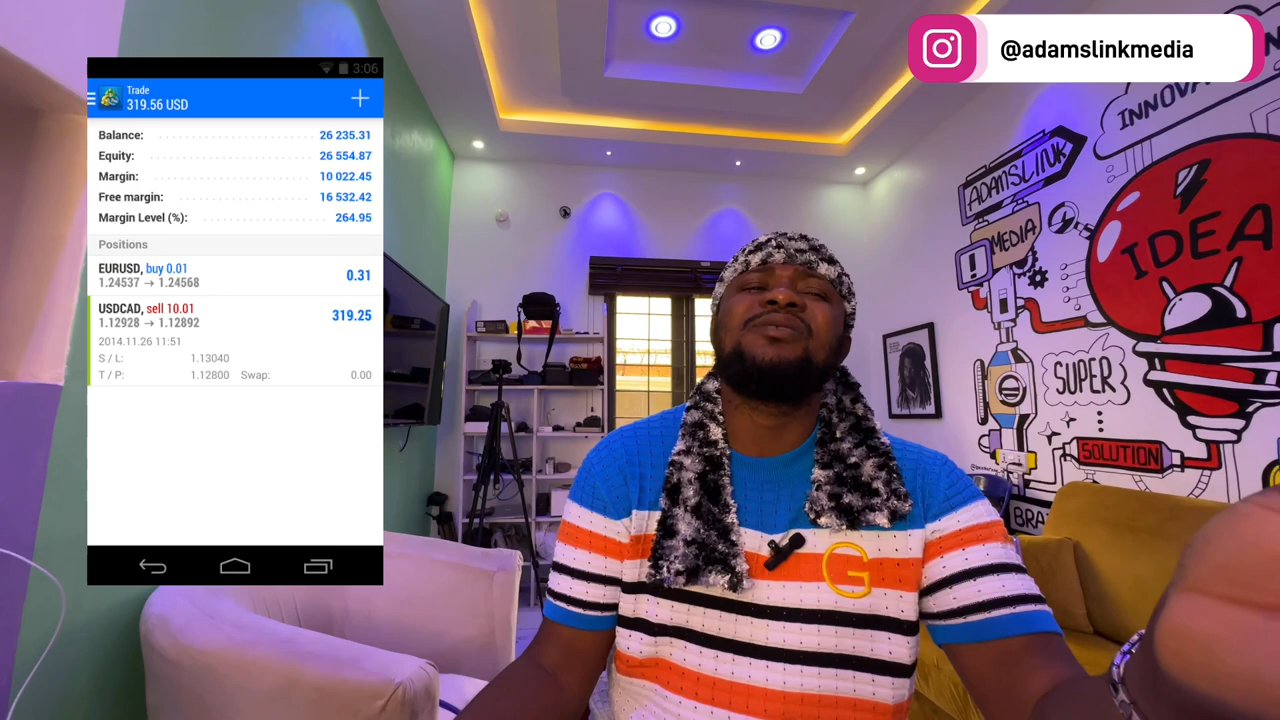 3:06
Trade
319.56 USD
Balance: 26 235.31
Equity: 26 554.87
Margin: 10 022.45
Free margin: 16 532.42
Margin Level (%): 264.95
Positions
EURUSD, buy 0.01 0.31
1.24537 → 1.24568
USDCAD, sell 10.01 319.25
1.12928 → 1.12892
2014.11.26 11:51
S / L: 1.13040
T / P: 1.12800 Swap: 0.00
@adamslinkmedia
ADAMSLINK
MEDIA
!
IDEA
SUPER
SOLUTION
G